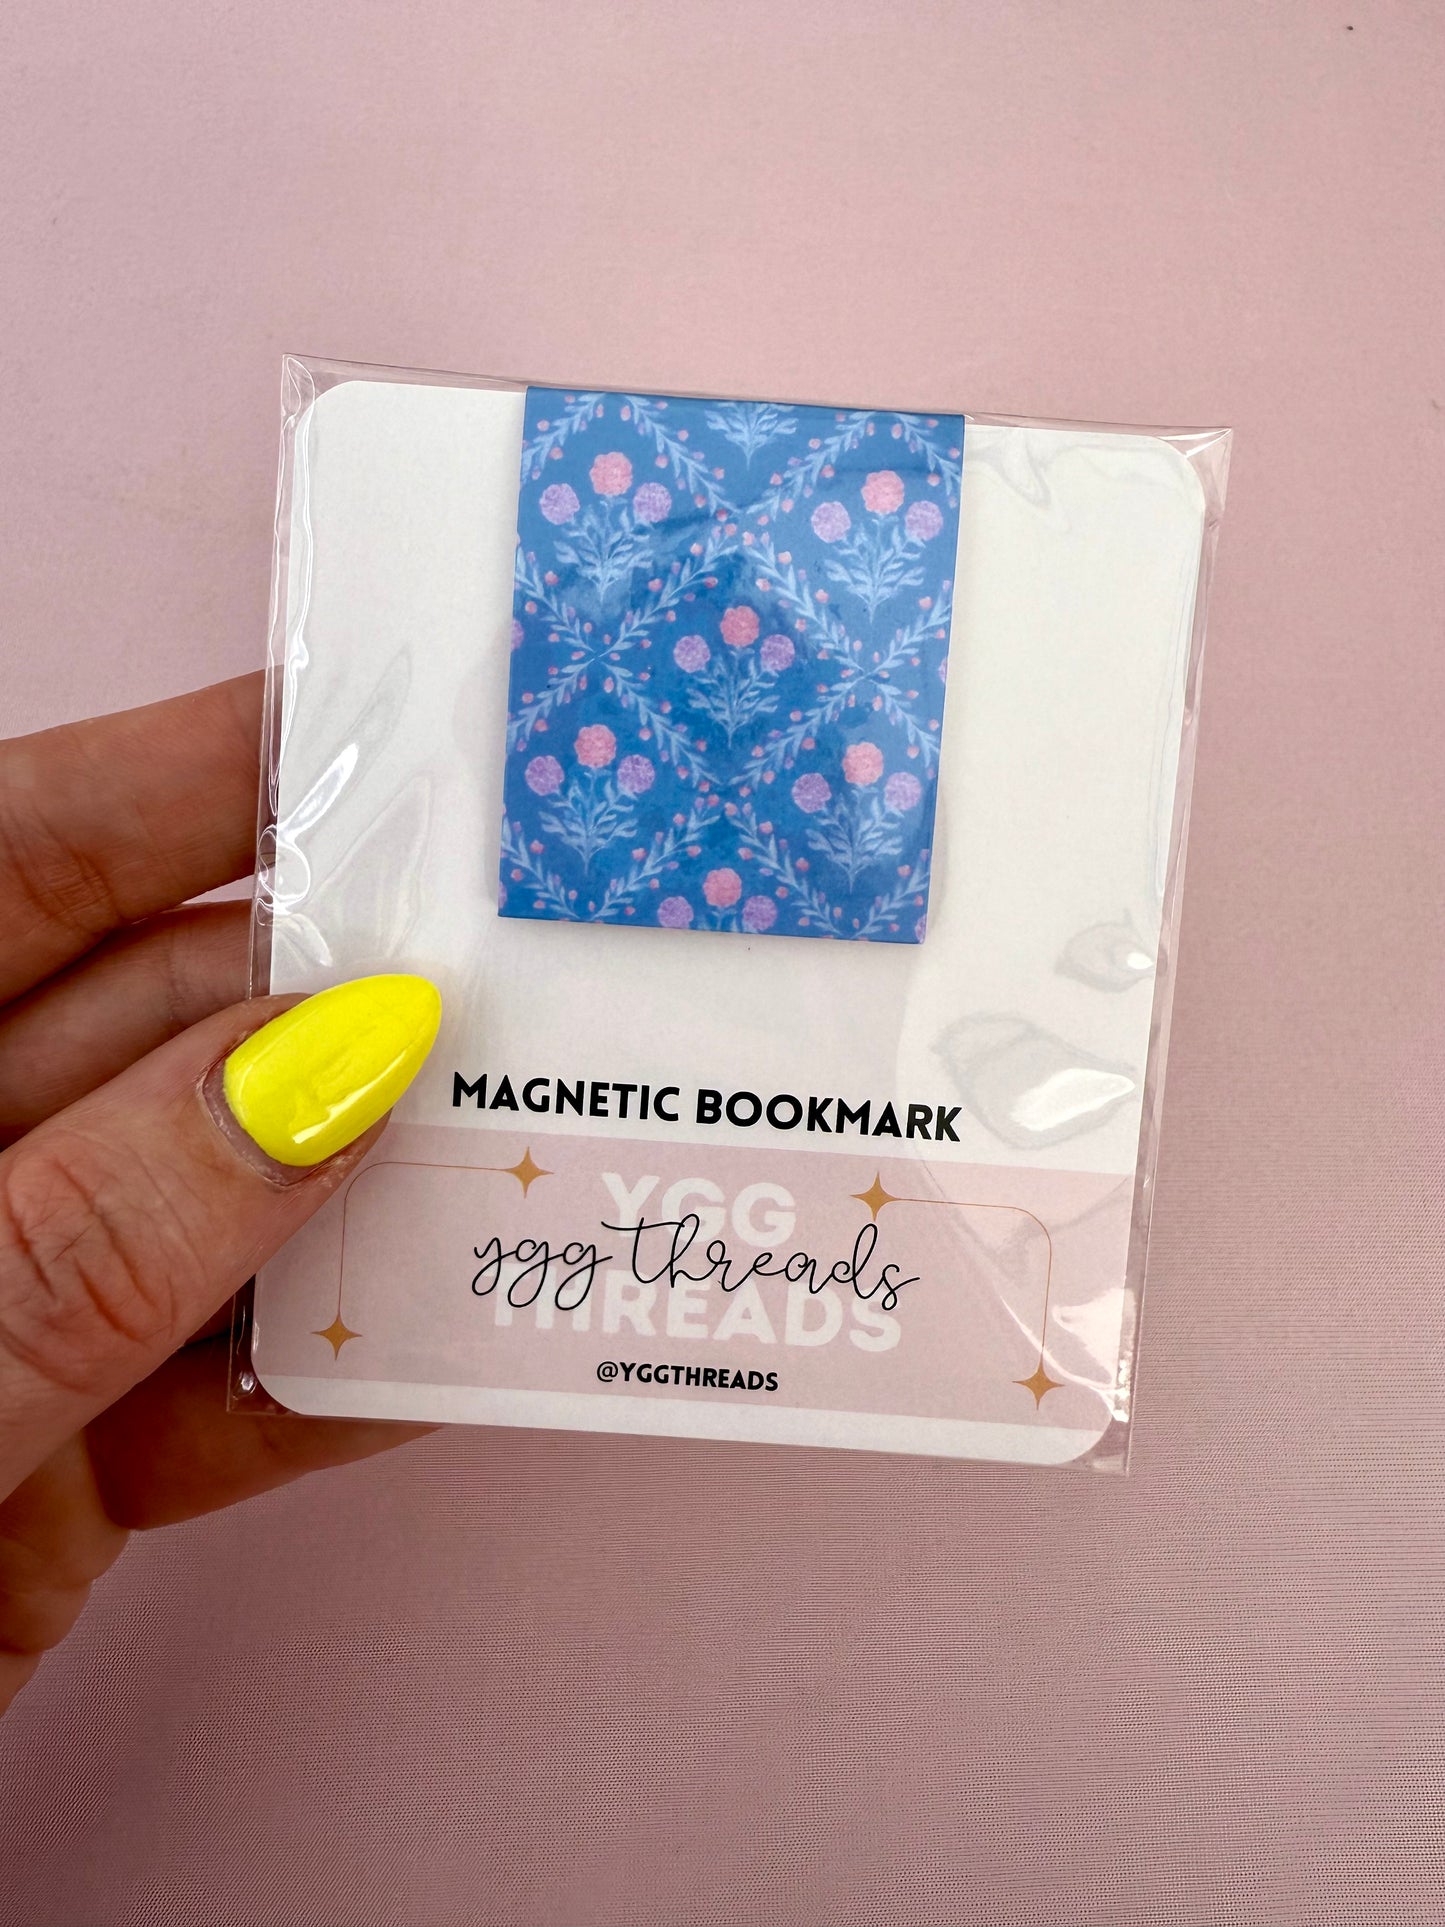 MAGNETIC BOOKMARK
YGG
ygg threads
THREADS
@YGGTHREADS